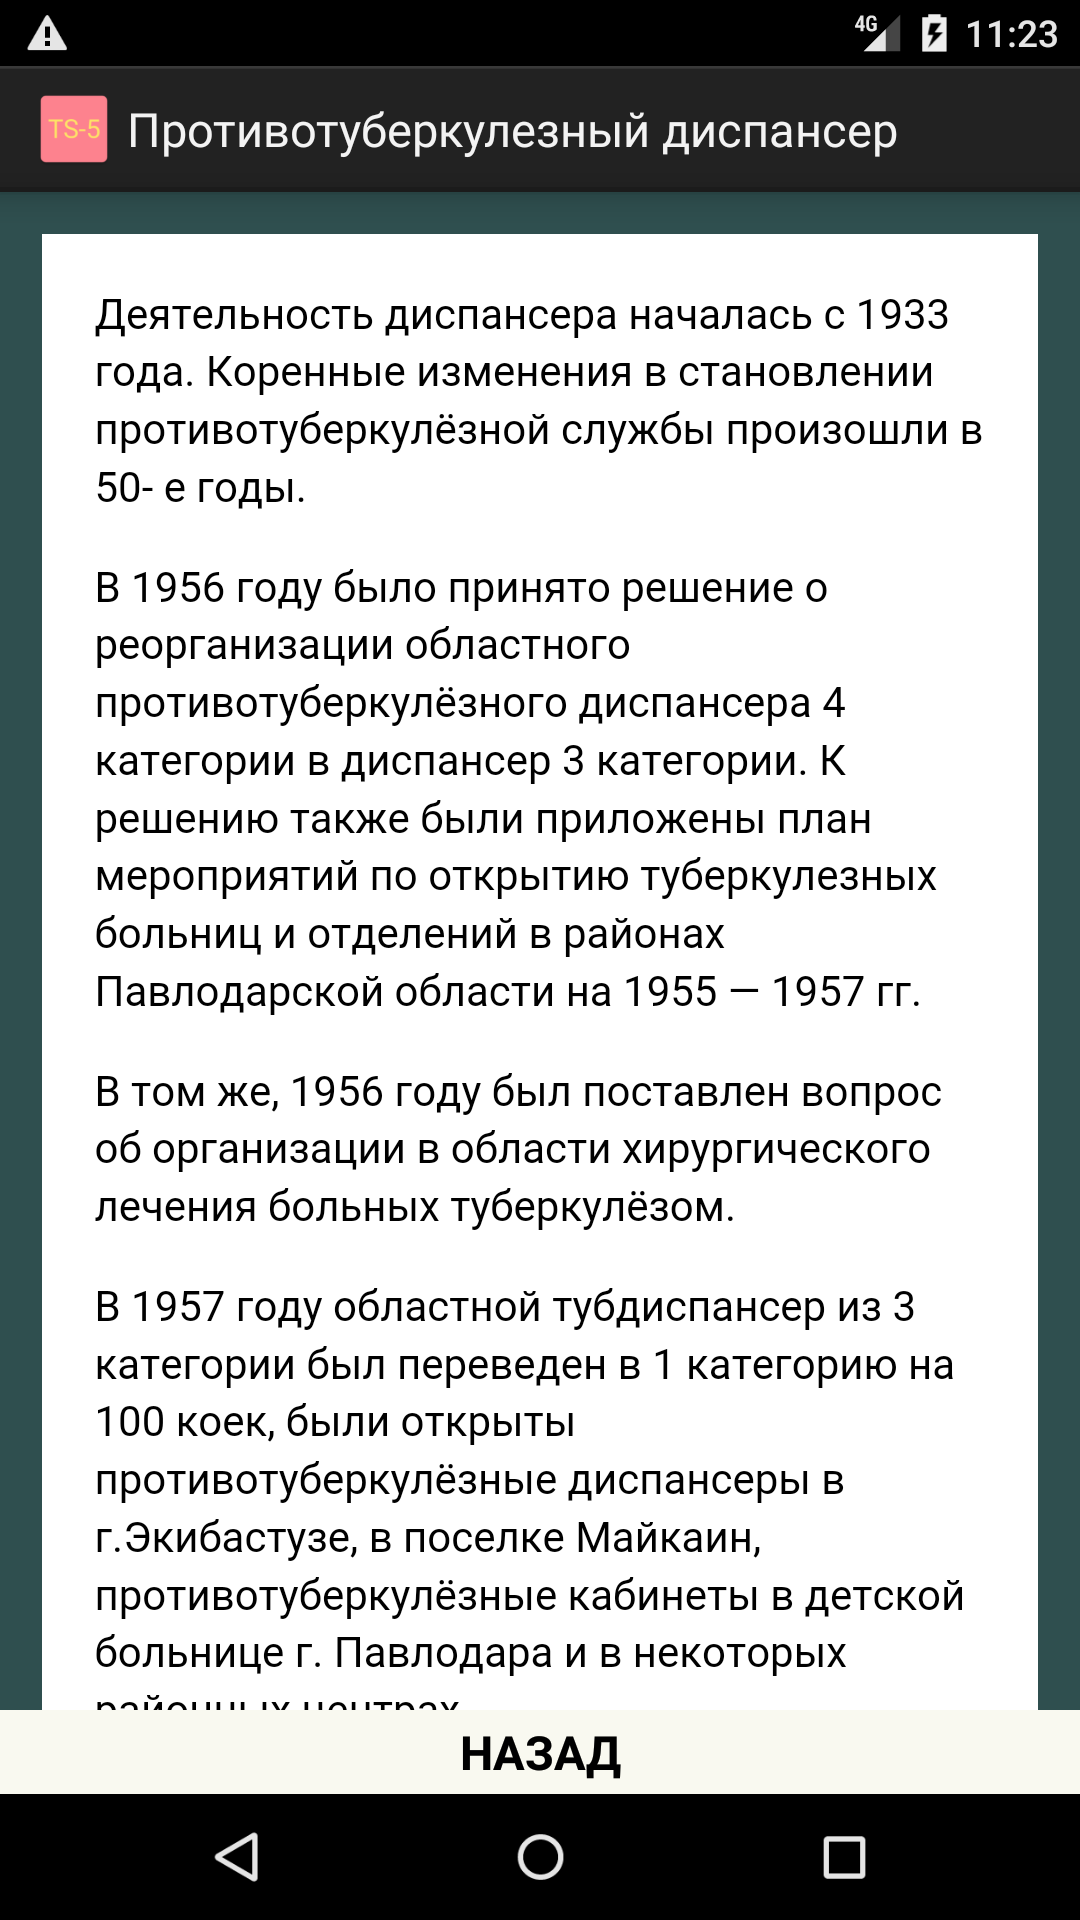 4G 11:23
TS-5 Противотуберкулезный диспансер
Деятельность диспансера началась с 1933
года. Коренные изменения в становлении
противотуберкулёзной службы произошли в
50- е годы.
В 1956 году было принято решение о
реорганизации областного
противотуберкулёзного диспансера 4
категории в диспансер 3 категории. К
решению также были приложены план
мероприятий по открытию туберкулезных
больниц и отделений в районах
Павлодарской области на 1955 — 1957 гг.
В том же, 1956 году был поставлен вопрос
об организации в области хирургического
лечения больных туберкулёзом.
В 1957 году областной тубдиспансер из 3
категории был переведен в 1 категорию на
100 коек, были открыты
противотуберкулёзные диспансеры в
г.Экибастузе, в поселке Майкаин,
противотуберкулёзные кабинеты в детской
больнице г. Павлодара и в некоторых
районных центрах
НАЗАД